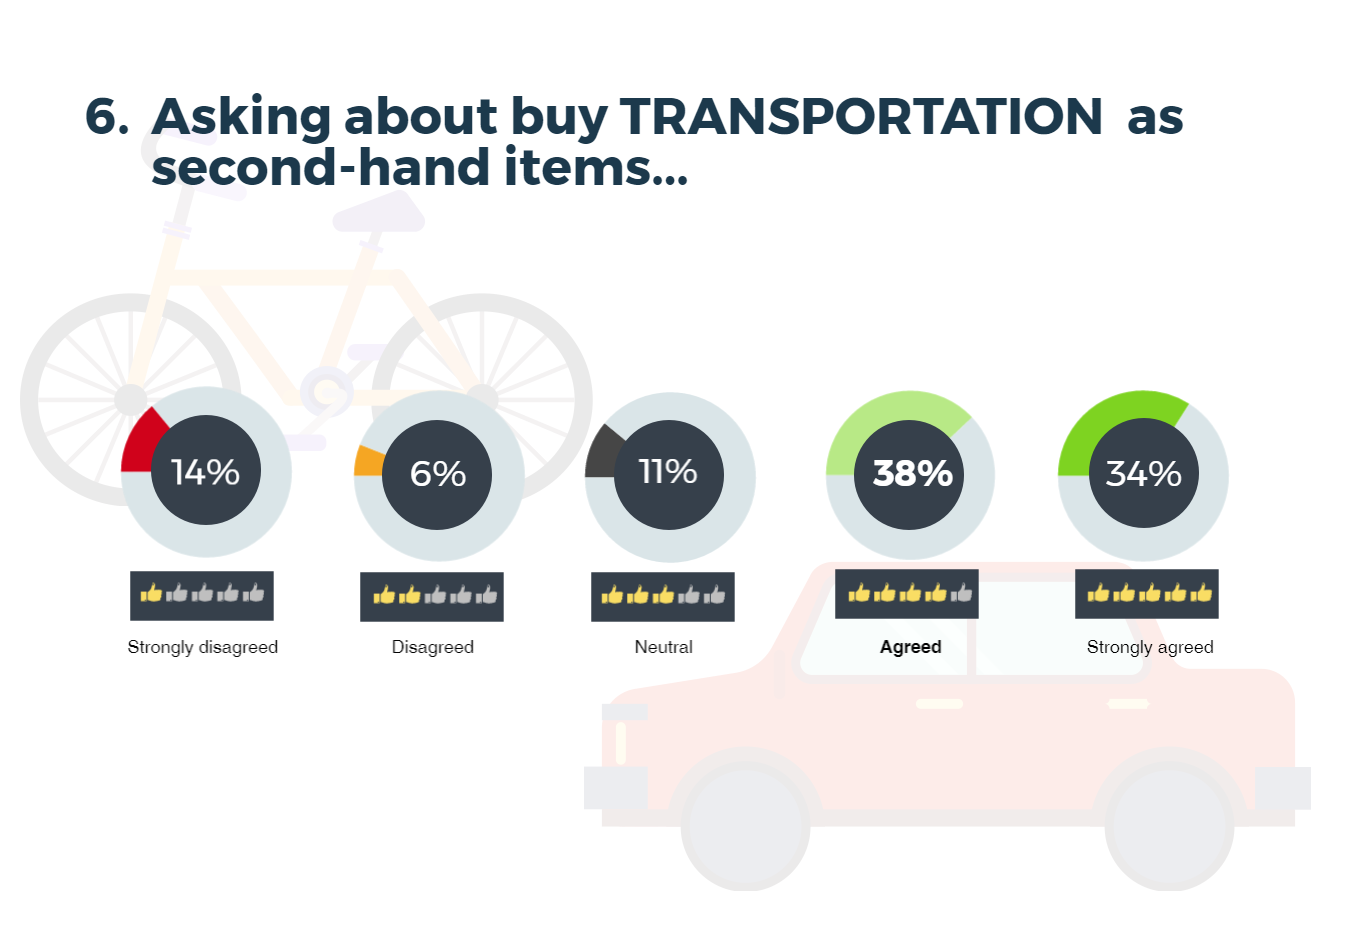 6. Asking about buy TRANSPORTATION as
second-hand items...
14%
6%
11%
38%
34%
Strongly disagreed
Disagreed
Neutral
Agreed
Strongly agreed